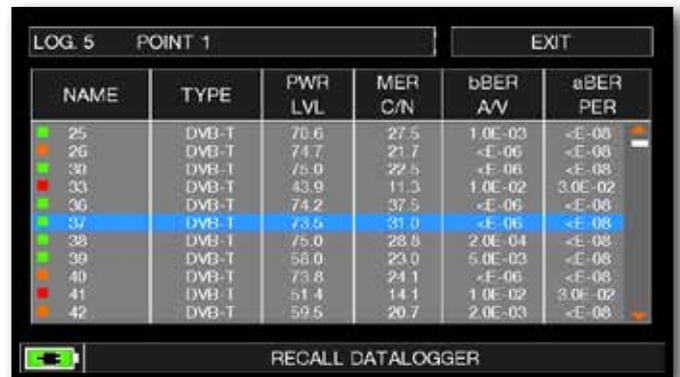 LOG. 5 POINT 1 EXIT
NAME TYPE PWR LVL MER C/N bBER A/V aBER PER
25 DVB-T 70.6 27.5 1.0E-03 <E-08
26 DVB-T 74.7 21.7 <E-06 <E-08
30 DVB-T 75.0 22.5 <E-06 <E-08
33 DVB-T 43.9 11.3 1.0E-02 3.0E-02
36 DVB-T 74.2 37.5 <E-06 <E-08
37 DVB-T 73.5 31.0 <E-06 <E-08
38 DVB-T 75.0 28.8 2.0E-04 <E-08
39 DVB-T 58.0 23.0 5.0E-03 <E-08
40 DVB-T 73.8 24.1 <E-06 <E-08
41 DVB-T 51.4 14.1 1.0E-02 3.0E-02
42 DVB-T 59.5 20.7 2.0E-03 <E-08
RECALL DATALOGGER